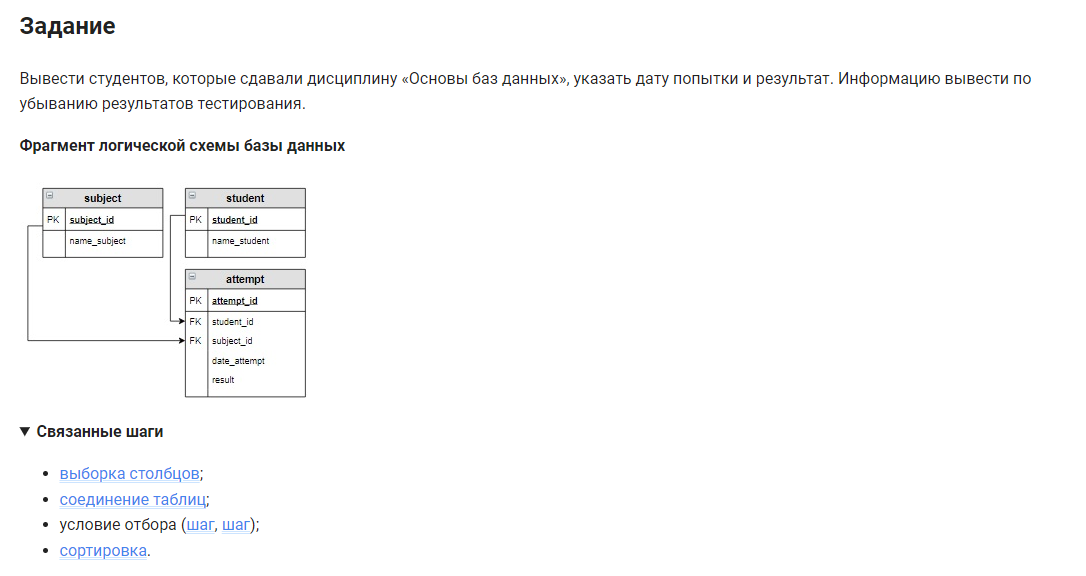 Задание
Вывести студентов, которые сдавали дисциплину «Основы баз данных», указать дату попытки и результат. Информацию вывести по
убыванию результатов тестирования.
Фрагмент логической схемы базы данных
subject
PK subject_id
name_subject
student
PK student_id
name_student
attempt
PK attempt_id
FK student_id
FK subject_id
date_attempt
result
Связанные шаги
выборка столбцов;
соединение таблиц;
условие отбора (шаг, шаг);
сортировка.